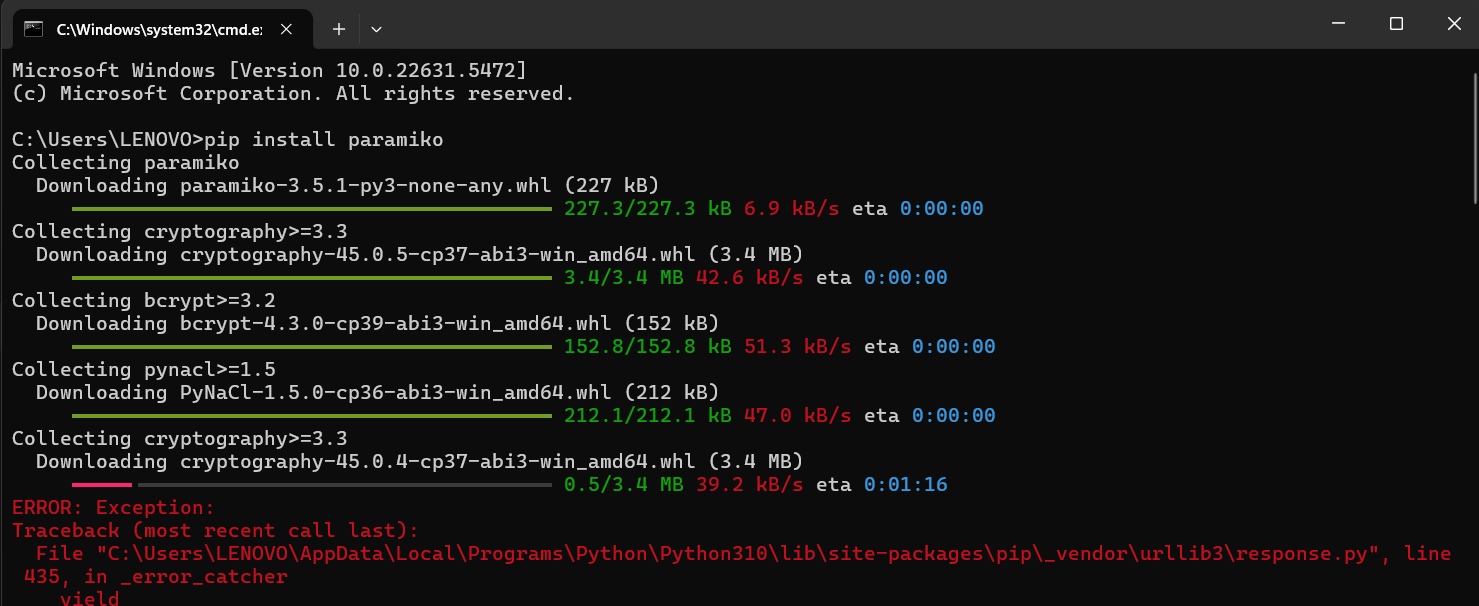 C:\Windows\system32\cmd.e
Microsoft Windows [Version 10.0.22631.5472]
(c) Microsoft Corporation. All rights reserved.
C:\Users\LENOVO>pip install paramiko
Collecting paramiko
  Downloading paramiko-3.5.1-py3-none-any.whl (227 kB)
227.3/227.3 kB 6.9 kB/s eta 0:00:00
Collecting cryptography>=3.3
  Downloading cryptography-45.0.5-cp37-abi3-win_amd64.whl (3.4 MB)
3.4/3.4 MB 42.6 kB/s eta 0:00:00
Collecting bcrypt>=3.2
  Downloading bcrypt-4.3.0-cp39-abi3-win_amd64.whl (152 kB)
152.8/152.8 kB 51.3 kB/s eta 0:00:00
Collecting pynacl>=1.5
  Downloading PyNaCl-1.5.0-cp36-abi3-win_amd64.whl (212 kB)
212.1/212.1 kB 47.0 kB/s eta 0:00:00
Collecting cryptography>=3.3
  Downloading cryptography-45.0.4-cp37-abi3-win_amd64.whl (3.4 MB)
0.5/3.4 MB 39.2 kB/s eta 0:01:16
ERROR: Exception:
Traceback (most recent call last):
  File "C:\Users\LENOVO\AppData\Local\Programs\Python\Python310\lib\site-packages\pip\_vendor\urllib3\response.py", line
 435, in _error_catcher
    yield